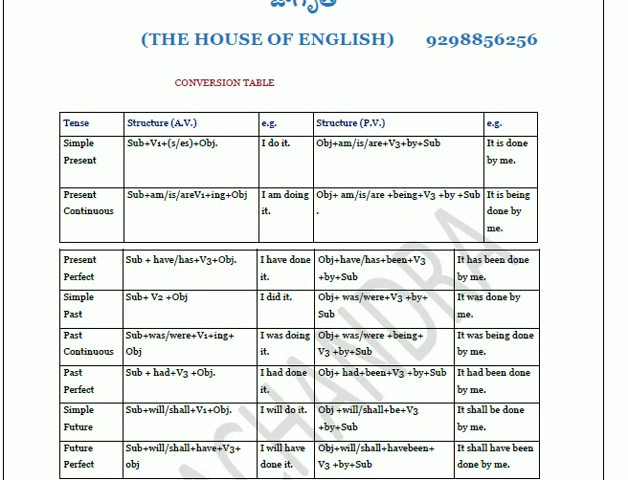 జాగృతి
(THE HOUSE OF ENGLISH) 9298856256
CONVERSION TABLE
Tense Structure (A.V.) e.g. Structure (P.V.) e.g.
Simple Sub+V1+(s/es)+Obj. I do it. Obj+am/is/are+V3+by+Sub It is done
Present by me.
Present Sub+am/is/areV1+ing+Obj I am doing Obj+ am/is/are +being+V3 +by +Sub It is being
Continuous it. . done by
me.
Present Sub + have/has+V3+Obj. I have done Obj+have/has+been+V3 It has been done
Perfect it. +by+Sub by me.
Simple Sub+ V2 +Obj I did it. Obj+ was/were+V3 +by+ It was done by
Past Sub me.
Past Sub+was/were+V1+ing+ I was doing Obj+ was/were +being+ It was being done
Continuous Obj it. V3 +by+Sub by me.
Past Sub + had+V3 +Obj. I had done Obj+ had+been+V3 +by+Sub It had been done
Perfect it. by me.
Simple Sub+will/shall+V1+Obj. I will do it. Obj +will/shall+be+V3 It shall be done
Future +by+Sub by me.
Future Sub+will/shall+have+V3+ I will have Obj+will/shall+havebeen+ It shall have been
Perfect obj done it. V3 +by+Sub done by me.
ACHANDRA